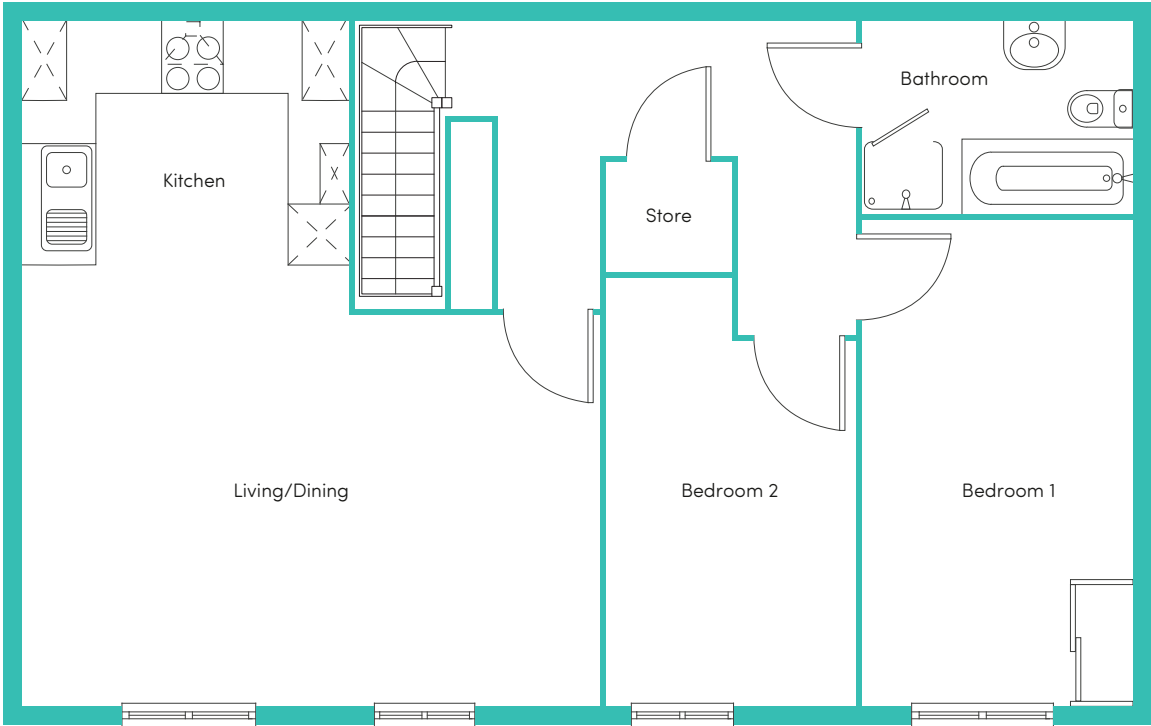 Bathroom
Kitchen
Store
Living/Dining
Bedroom 2
Bedroom 1